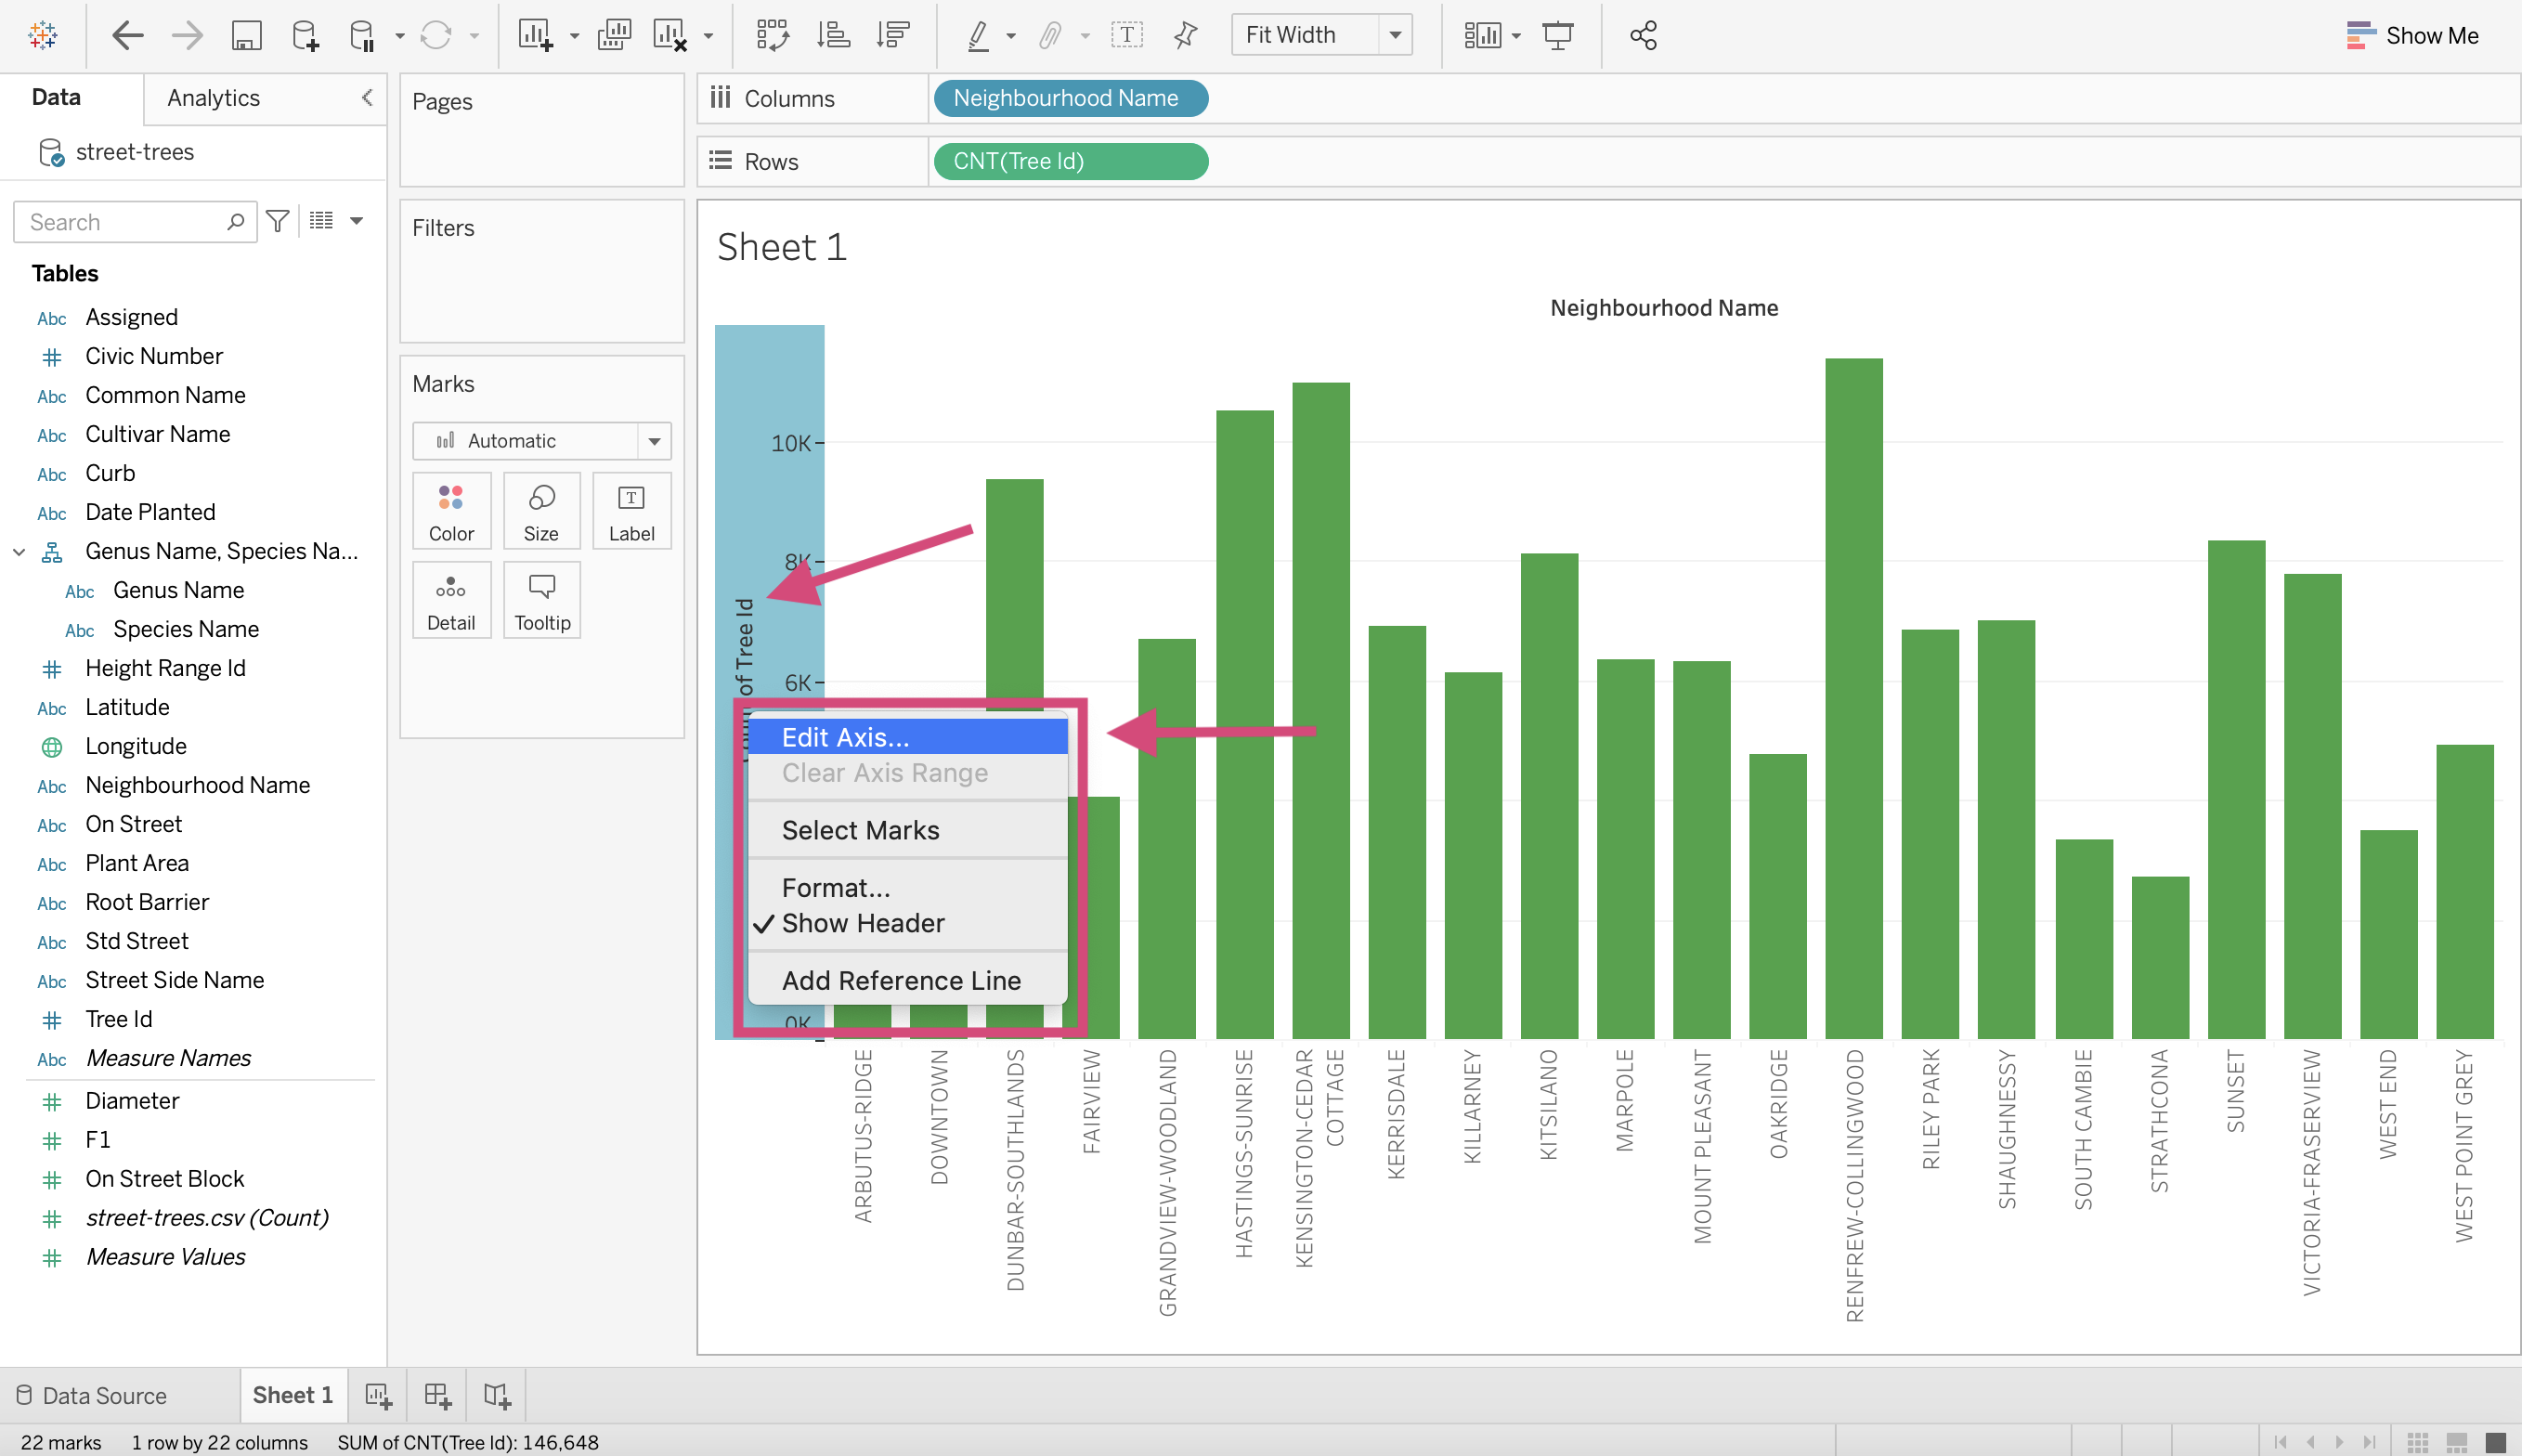 Fit Width
Show Me
Data
Analytics
street-trees
Search
Tables
Abc Assigned
Civic Number
Abc Common Name
Abc Cultivar Name
Abc Curb
Abc Date Planted
Genus Name, Species Na...
Abc Genus Name
Abc Species Name
Height Range Id
Abc Latitude
Longitude
Abc Neighbourhood Name
Abc On Street
Abc Plant Area
Abc Root Barrier
Abc Std Street
Abc Street Side Name
Tree Id
Abc Measure Names
Diameter
F1
On Street Block
street-trees.csv (Count)
Measure Values
Pages
Filters
Marks
Automatic
Color
Size
T
Label
Detail
Tooltip
Columns
Neighbourhood Name
Rows
CNT(Tree Id)
Sheet 1
Neighbourhood Name
10K
8K
6K
0K
of Tree Id
Edit Axis...
Clear Axis Range
Select Marks
Format...
✓ Show Header
Add Reference Line
ARBUTUS-RIDGE
DOWNTOWN
DUNBAR-SOUTHLANDS
FAIRVIEW
GRANDVIEW-WOODLAND
HASTINGS-SUNRISE
KENSINGTON-CEDAR
COTTAGE
KERRISDALE
KILLARNEY
KITSILANO
MARPOLE
MOUNT PLEASANT
OAKRIDGE
RENFREW-COLLINGWOOD
RILEY PARK
SHAUGHNESSY
SOUTH CAMBIE
STRATHCONA
SUNSET
VICTORIA-FRASERVIEW
WEST END
WEST POINT GREY
Data Source
Sheet 1
22 marks
1 row by 22 columns
SUM of CNT(Tree Id): 146,648